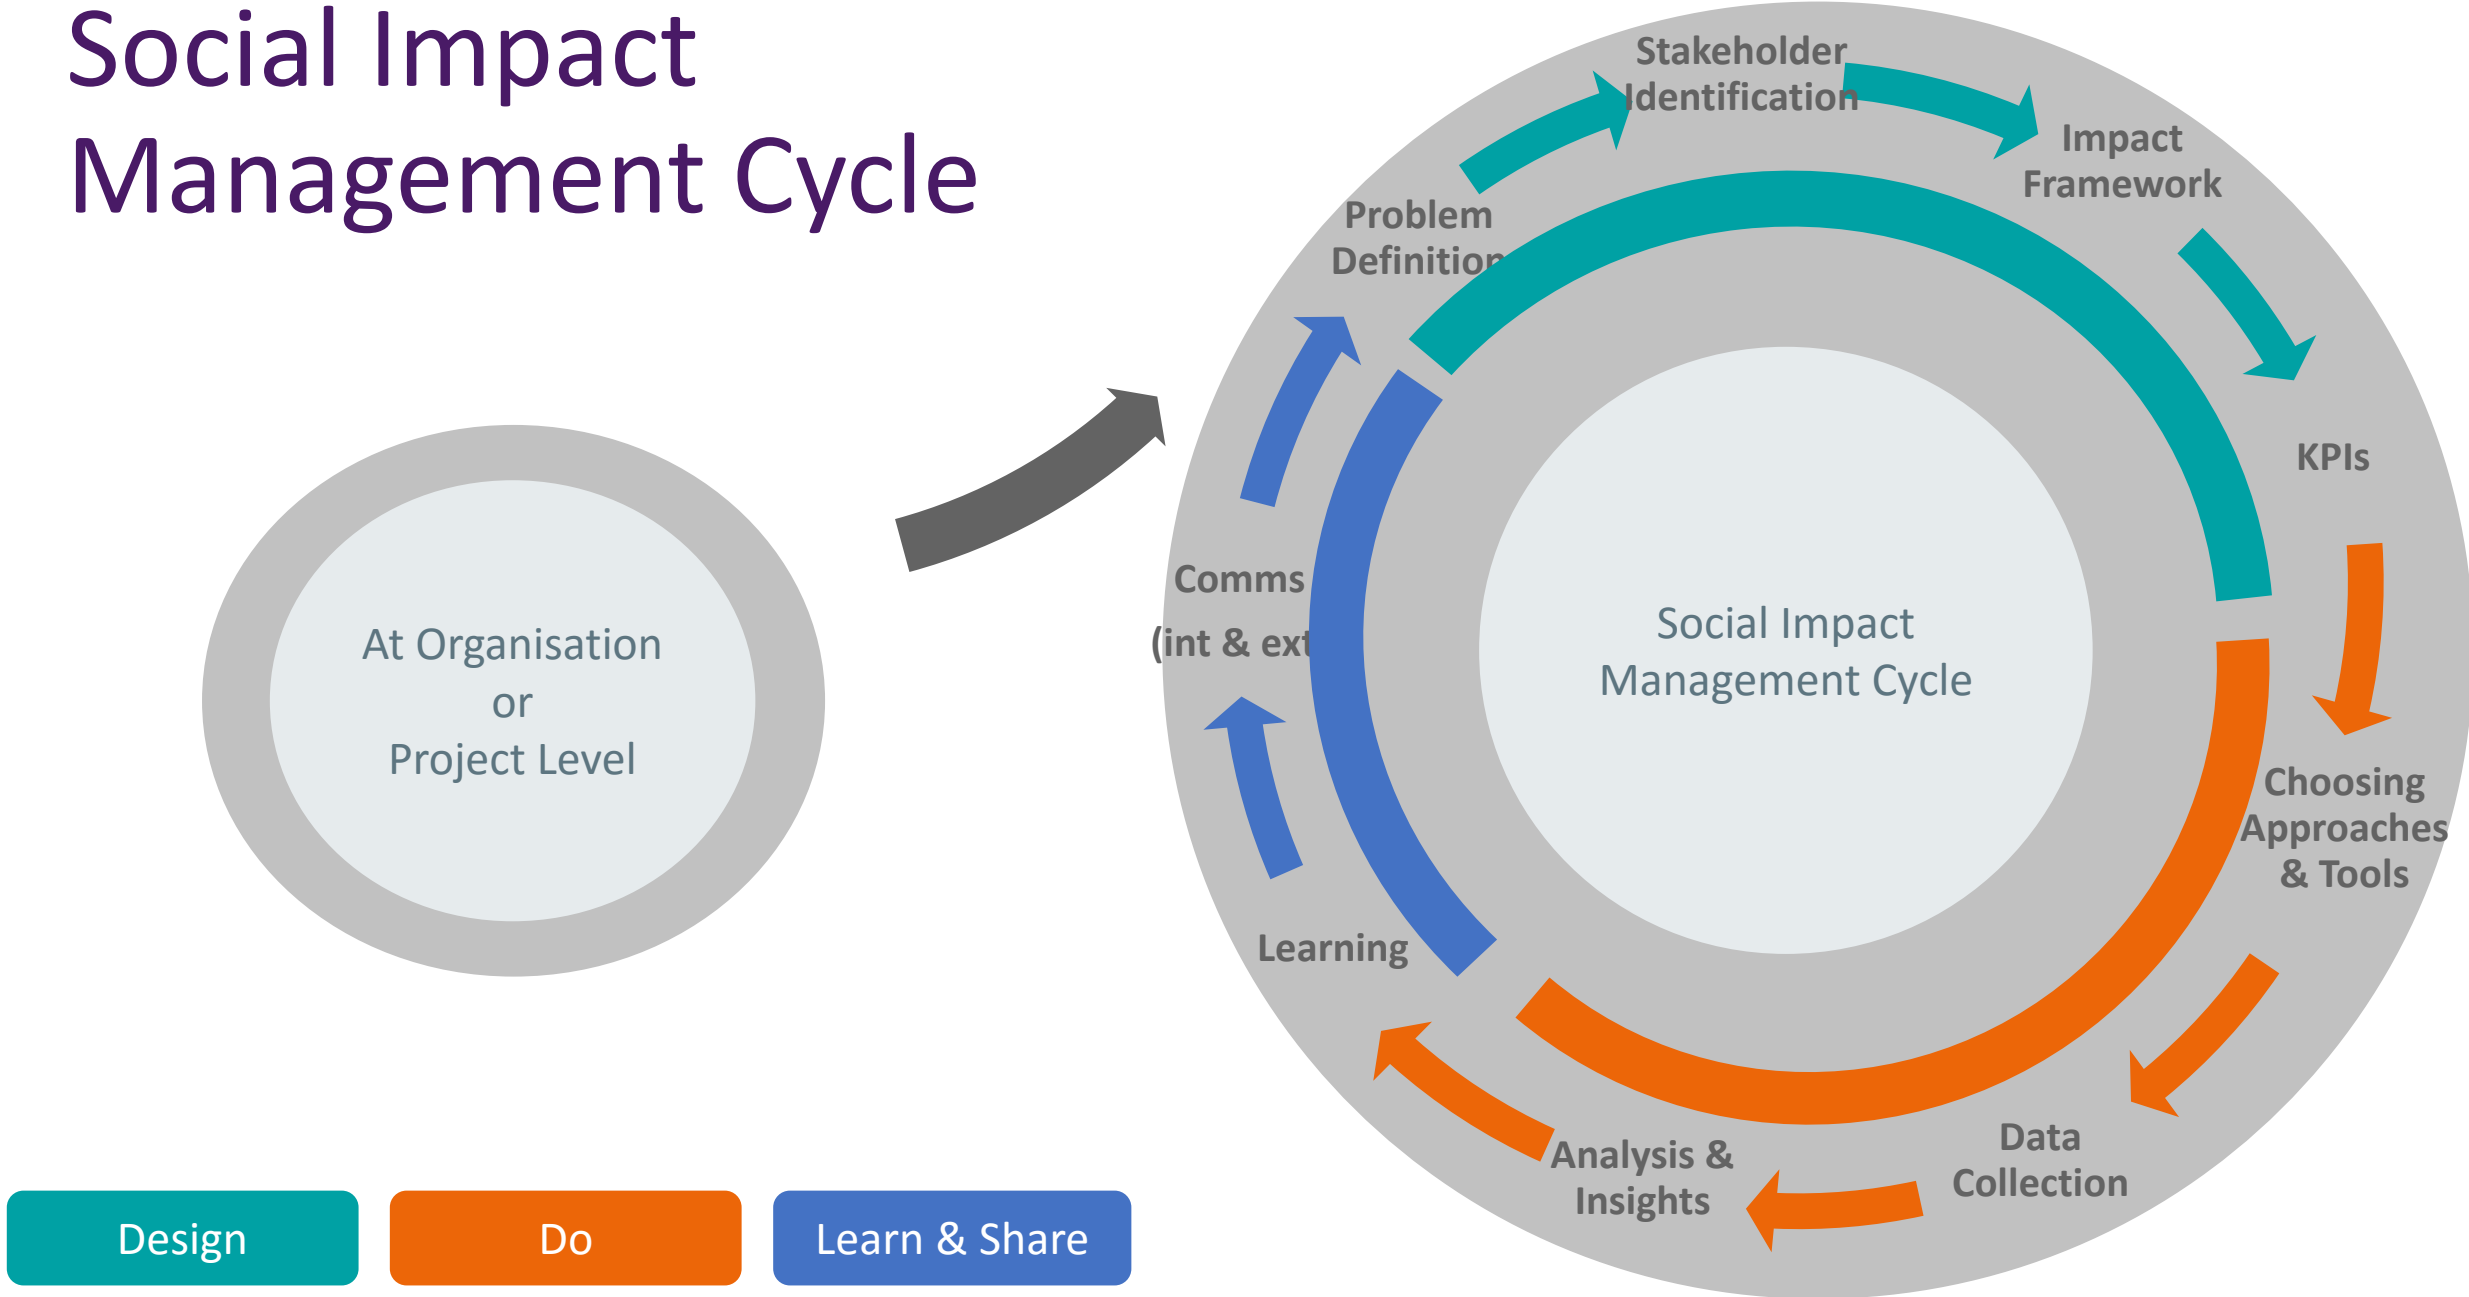 Social Impact
Management Cycle
At Organisation
or
Project Level
Stakeholder
Identification
Impact
Framework
Problem
Definition
KPIs
Comms
(int & ext
Social Impact
Management Cycle
Choosing
Approaches
& Tools
Learning
Data
Collection
Analysis &
Insights
Design
Do
Learn & Share